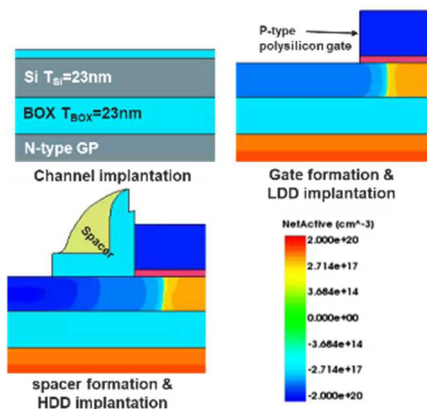 Si T_Si=23nm
BOX T_BOX=23nm
N-type GP
Channel implantation
P-type
polysilicon gate
Gate formation &
LDD implantation
Spacer
spacer formation &
HDD implantation
NetActive (cm^-3)
2.000e+20
2.714e+17
3.684e+14
0.000e+00
-3.684e+14
-2.714e+17
-2.000e+20